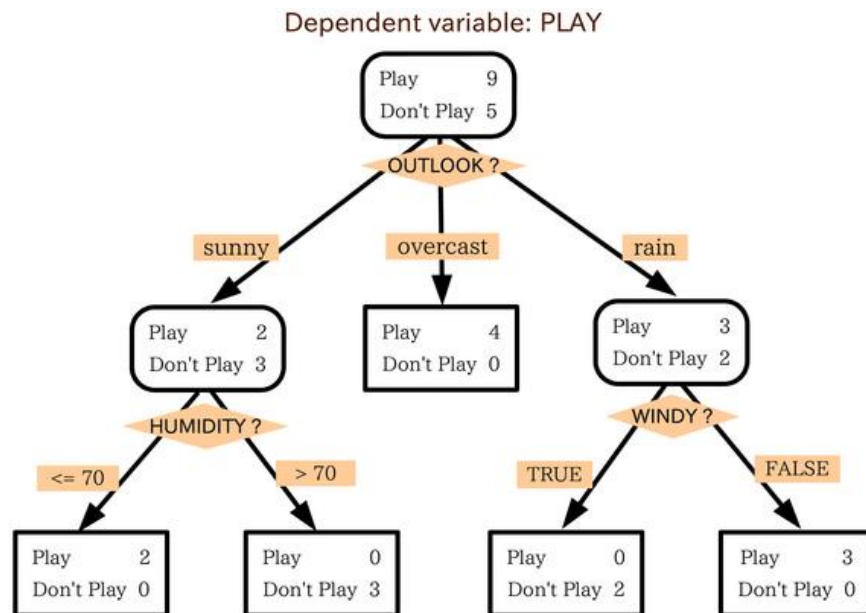 Dependent variable: PLAY
Play 9
Don't Play 5
OUTLOOK ?
sunny
overcast
rain
Play 2
Don't Play 3
Play 4
Don't Play 0
Play 3
Don't Play 2
HUMIDITY ?
WINDY ?
<= 70
> 70
TRUE
FALSE
Play 2
Don't Play 0
Play 0
Don't Play 3
Play 0
Don't Play 2
Play 3
Don't Play 0